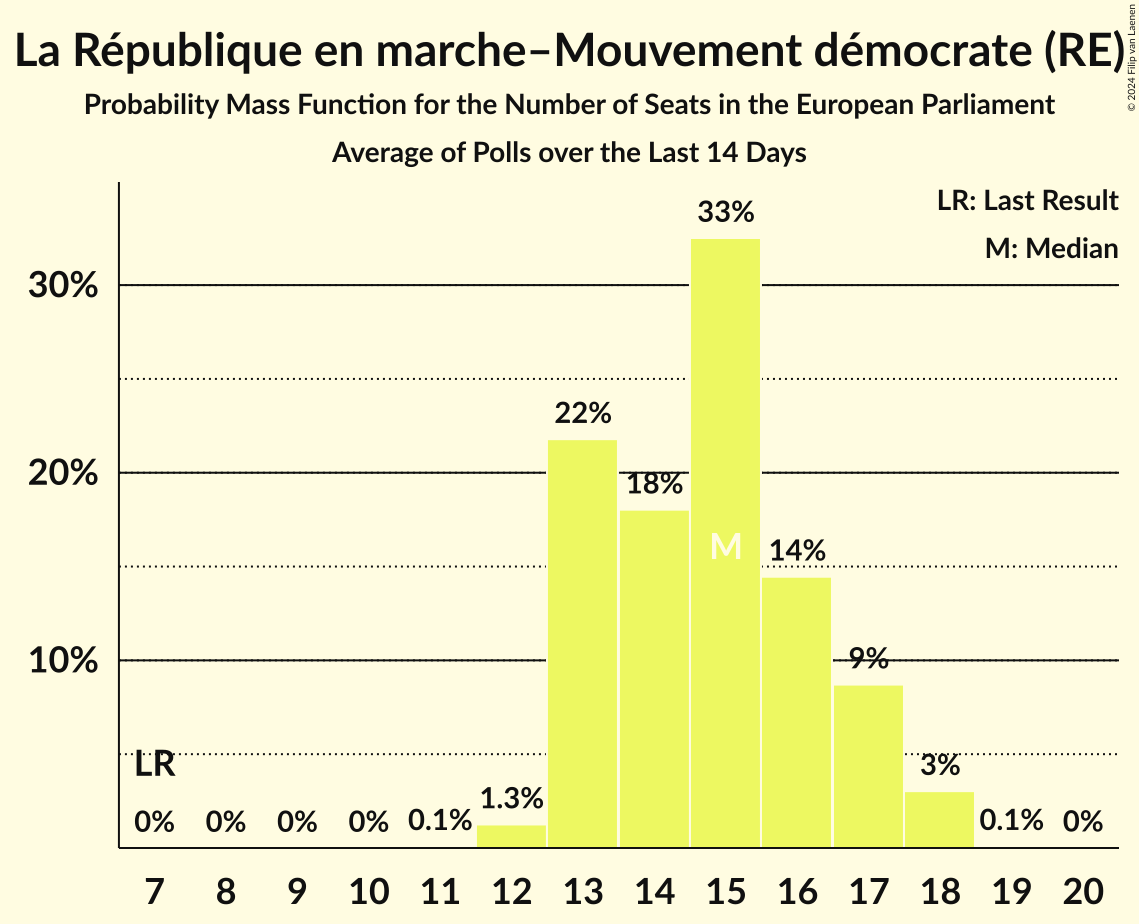 La République en marche–Mouvement démocrate (RE)
© 2024 Filip van Laenen
Probability Mass Function for the Number of Seats in the European Parliament
Average of Polls over the Last 14 Days
LR: Last Result
M: Median
33%
30%
22%
20%
18%
M
14%
10%
9%
LR
3%
0% 0% 0% 0% 0.1% 1.3% 0.1% 0%
7 8 9 10 11 12 13 14 15 16 17 18 19 20